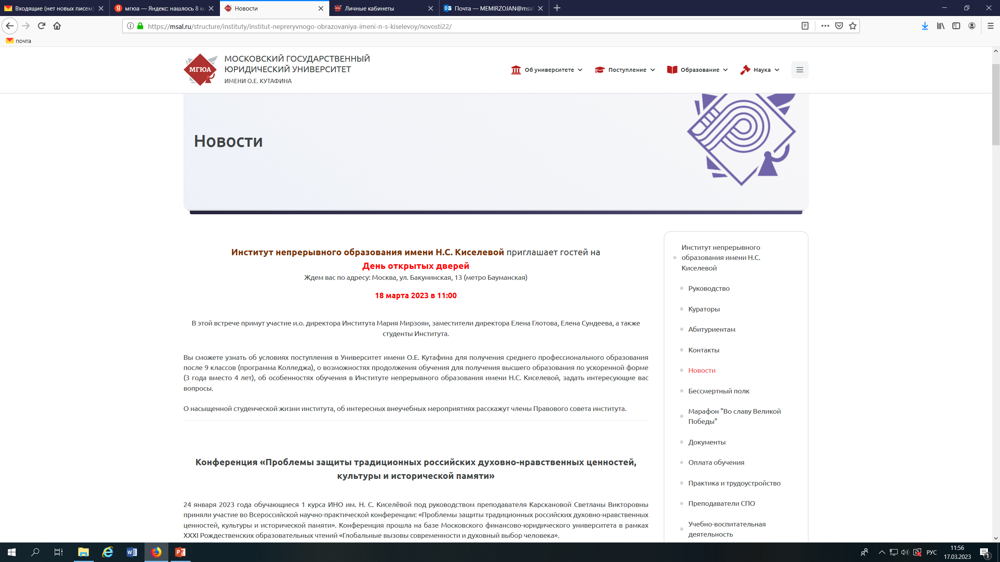 Входящие (нет новых писем)
мгюа — Яндекс: нашлось 8 м
Новости
Личные кабинеты
Почта — MEMIRZOJAN@msal.
https://msal.ru/structure/instituty/institut-nepreryvnogo-obrazovaniya-imeni-n-s-kiselevoy/novosti22/
почта
МГЮА
МОСКОВСКИЙ ГОСУДАРСТВЕННЫЙ
ЮРИДИЧЕСКИЙ УНИВЕРСИТЕТ
ИМЕНИ О.Е. КУТАФИНА
Об университете
Поступление
Образование
Наука
Новости
Институт непрерывного образования имени Н.С. Киселевой приглашает гостей на
День открытых дверей
Ждем вас по адресу: Москва, ул. Бакунинская, 13 (метро Бауманская)
18 марта 2023 в 11:00
В этой встрече примут участие и.о. директора Института Мария Мирзоян, заместители директора Елена Глотова, Елена Сундеева, а также
студенты Института.
Вы сможете узнать об условиях поступления в Университет имени О.Е. Кутафина для получения среднего профессионального образования
после 9 классов (программа Колледжа), о возможностях продолжения обучения для получения высшего образования по ускоренной форме
(3 года вместо 4 лет), об особенностях обучения в Институте непрерывного образования имени Н.С. Киселевой, задать интересующие вас
вопросы.
О насыщенной студенческой жизни института, об интересных внеучебных мероприятиях расскажут члены Правового совета института.
Конференция «Проблемы защиты традиционных российских духовно-нравственных ценностей,
культуры и исторической памяти»
24 января 2023 года обучающиеся 1 курса ИНО им. Н. С. Киселёвой под руководством преподавателя Карскановой Светланы Викторовны
приняли участие во Всероссийской научно-практической конференции: «Проблемы защиты традиционных российских духовно-нравственных
ценностей, культуры и исторической памяти». Конференция прошла на базе Московского финансово-юридического университета в рамках
XXXI Рождественских образовательных чтений «Глобальные вызовы современности и духовный выбор человека».
Институт непрерывного
образования имени Н.С.
Киселевой
Руководство
Кураторы
Абитуриентам
Контакты
Новости
Бессмертный полк
Марафон "Во славу Великой
Победы"
Документы
Оплата обучения
Практика и трудоустройство
Преподаватели СПО
Учебно-воспитательная
деятельность
РУС
11:56
17.03.2023
1